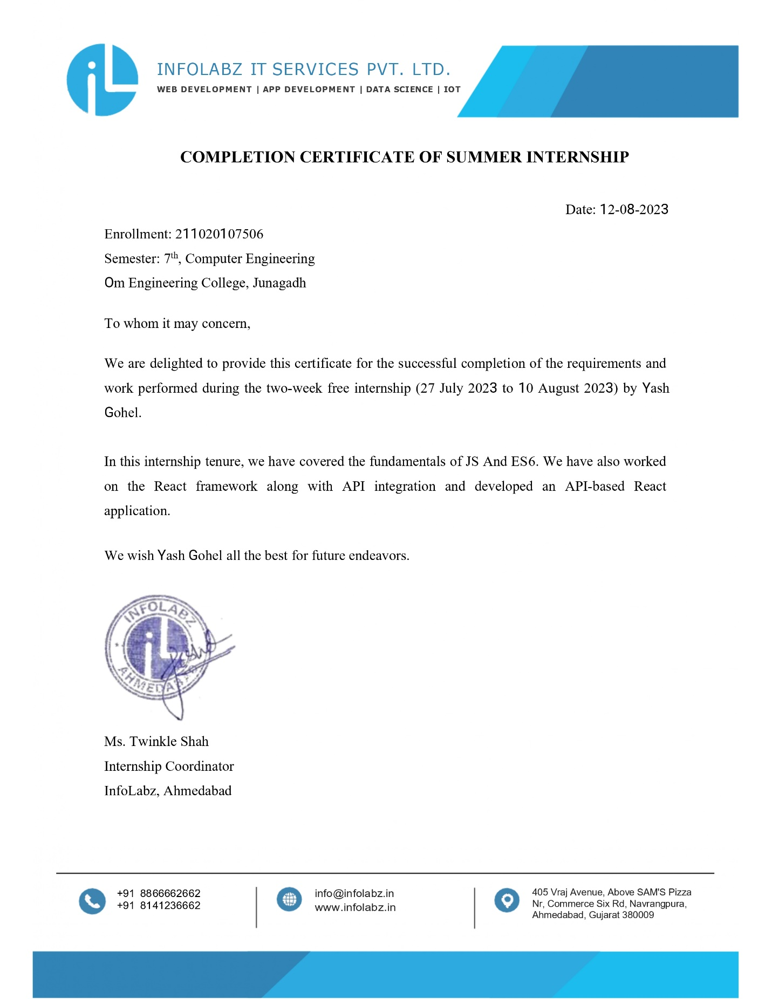 iL
INFOLABZ IT SERVICES PVT. LTD.
WEB DEVELOPMENT | APP DEVELOPMENT | DATA SCIENCE | IOT
COMPLETION CERTIFICATE OF SUMMER INTERNSHIP
Date: 12-08-2023
Enrollment: 211020107506
Semester: 7th, Computer Engineering
Om Engineering College, Junagadh
To whom it may concern,
We are delighted to provide this certificate for the successful completion of the requirements and
work performed during the two-week free internship (27 July 2023 to 10 August 2023) by Yash
Gohel.
In this internship tenure, we have covered the fundamentals of JS And ES6. We have also worked
on the React framework along with API integration and developed an API-based React
application.
We wish Yash Gohel all the best for future endeavors.
INFOLABZ
iL
AHMEDABAD
Ms. Twinkle Shah
Internship Coordinator
InfoLabz, Ahmedabad
+91 8866662662
+91 8141236662
info@infolabz.in
www.infolabz.in
405 Vraj Avenue, Above SAM'S Pizza
Nr, Commerce Six Rd, Navrangpura,
Ahmedabad, Gujarat 380009